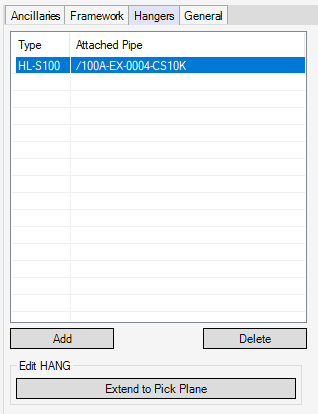 Ancillaries Framework Hangers General
Type Attached Pipe
HL-S100 /100A-EX-0004-CS10K
Add Delete
Edit HANG
Extend to Pick Plane